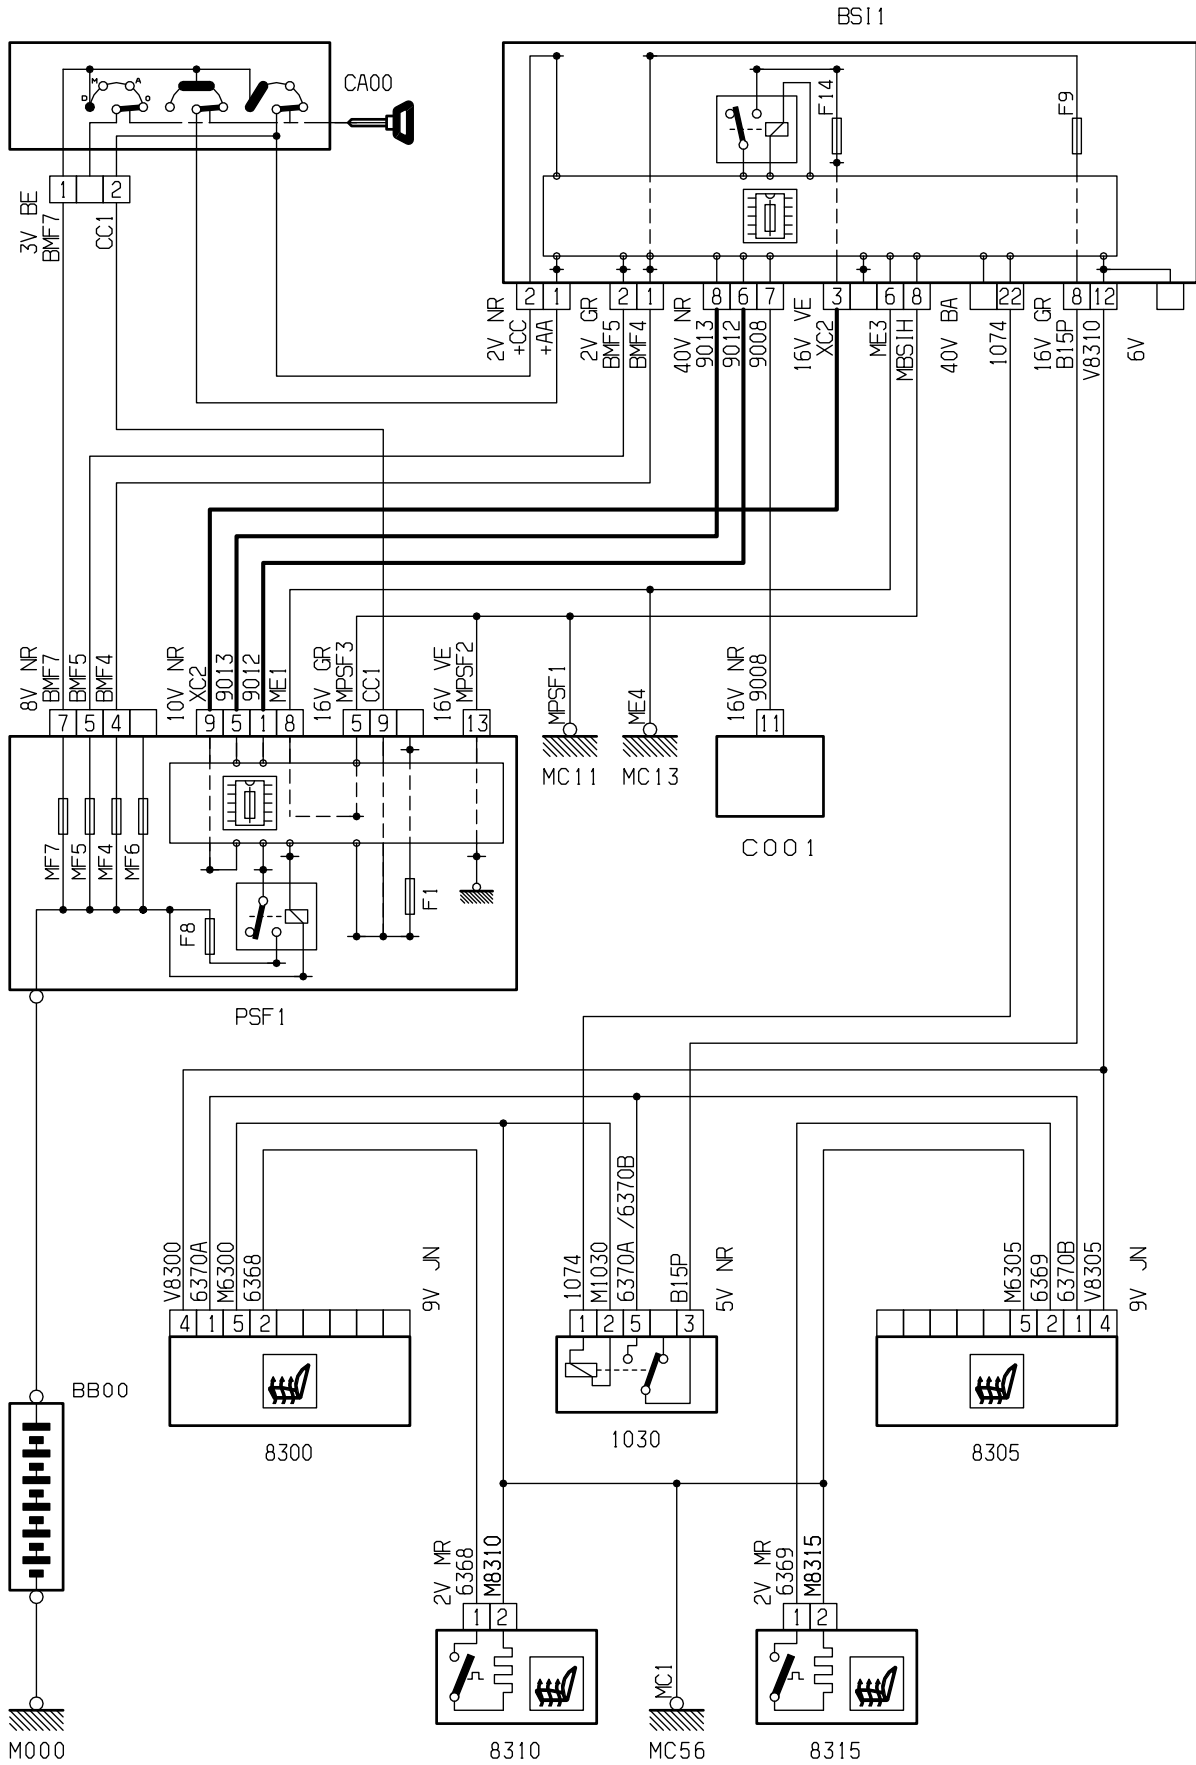 BSI1
CA00
M
A
D
O
F14
F9
1
2
3V BE
BMF7
CC1
2
1
2
1
8
6
7
3
6
8
22
8
12
2V NR
+CC
+AA
2V GR
BMF5
BMF4
40V NR
9013
9012
9008
16V VE
XC2
ME3
MBSIH
40V BA
1074
16V GR
B15P
V8310
6V
8V NR
BMF7
BMF5
BMF4
10V NR
XC2
9013
9012
ME1
16V GR
MPSF3
CC1
16V VE
MPSF2
MPSF1
ME4
16V NR
9008
7
5
4
9
5
1
8
5
9
13
11
MC11
MC13
C001
MF7
MF5
MF4
MF6
F8
F1
PSF1
V8300
6370A
M6300
6368
9V JN
1074
M1030
6370A /6370B
B15P
5V NR
M6305
6369
6370B
V8305
9V JN
4
1
5
2
1
2
5
3
5
2
1
4
BB00
8300
1030
8305
2V MR
6368
M8310
2V MR
6369
M8315
1
2
1
2
MC1
M000
8310
MC56
8315